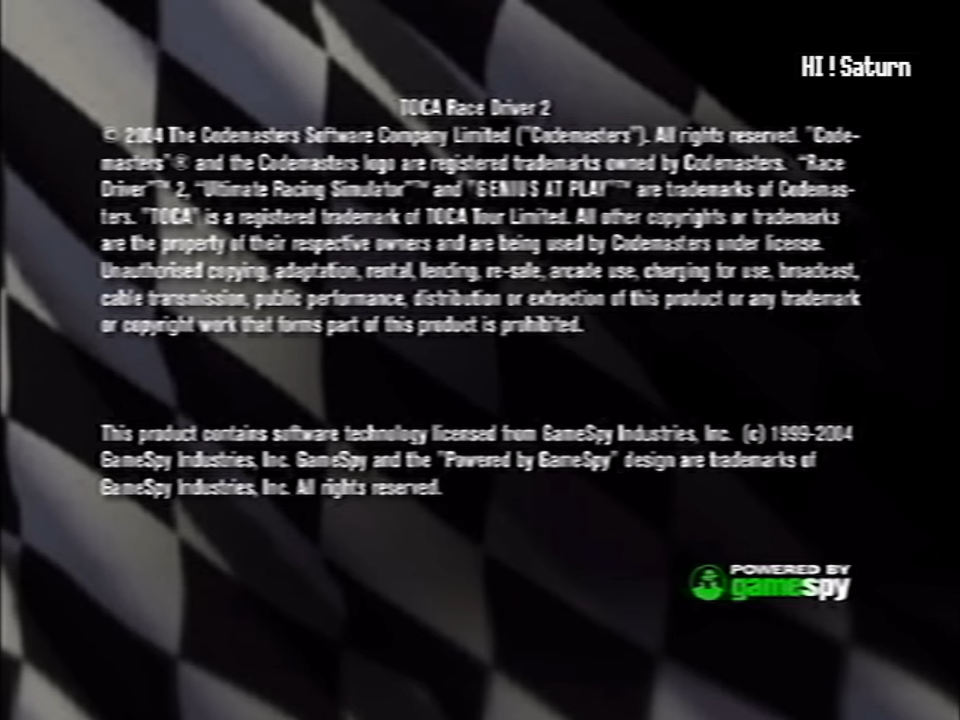 HI!Saturn
TOCA Race Driver 2
© 2004 The Codemasters Software Company Limited ("Codemasters"). All rights reserved. "Code-
masters"® and the Codemasters logo are registered trademarks owned by Codemasters. "Race
Driver"™ 2, "Ultimate Racing Simulator"™ and "GENIUS AT PLAY"™ are trademarks of Codemas-
ters. "TOCA" is a registered trademark of TOCA Tour Limited. All other copyrights or trademarks
are the property of their respective owners and are being used by Codemasters under license.
Unauthorised copying, adaptation, rental, lending, re-sale, arcade use, charging for use, broadcast,
cable transmission, public performance, distribution or extraction of this product or any trademark
or copyright work that forms part of this product is prohibited.
This product contains software technology licensed from GameSpy Industries, Inc. (c) 1999-2004
GameSpy Industries, Inc. GameSpy and the "Powered by GameSpy" design are trademarks of
GameSpy Industries, Inc. All rights reserved.
POWERED BY
gamespy